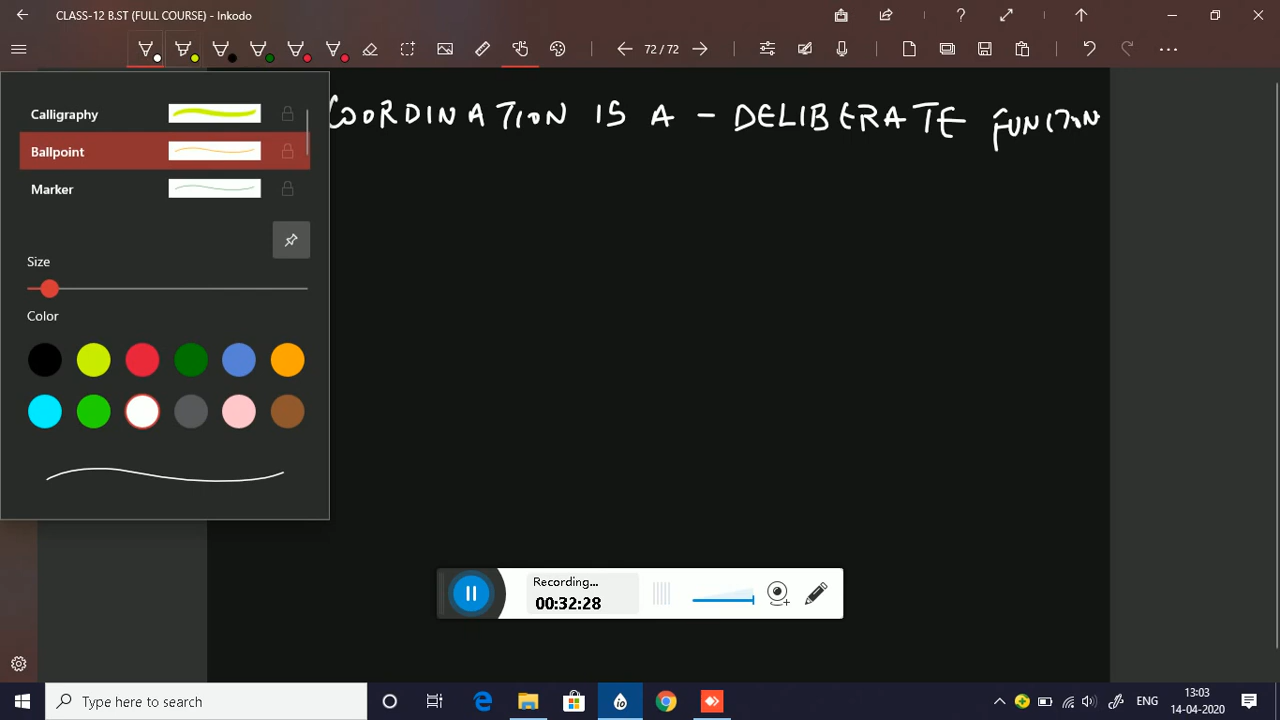 CLASS-12 B.ST (FULL COURSE) - Inkodo
72 / 72
COORDINATION IS A - DELIBERATE FUNCTION
Calligraphy
Ballpoint
Marker
Size
Color
Recording...
00:32:28
Type here to search
ENG
13:03
14-04-2020